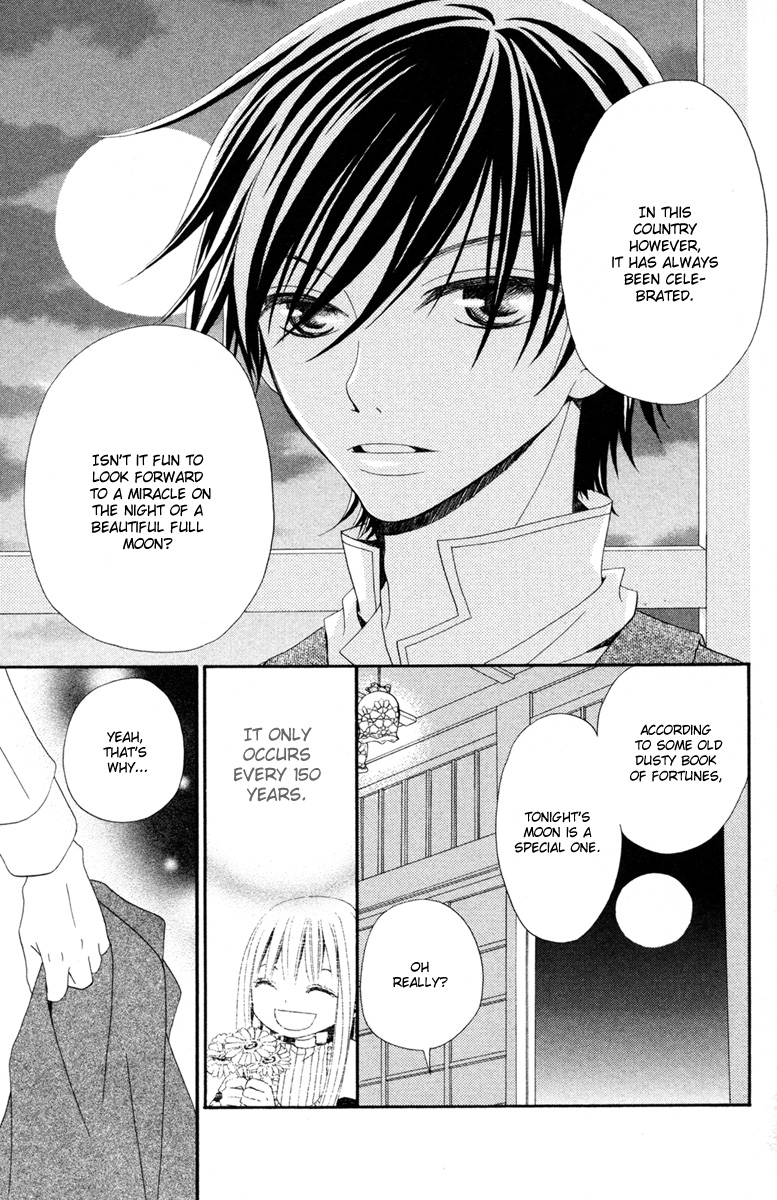 IN THIS
COUNTRY
HOWEVER,
IT HAS ALWAYS
BEEN CELE-
BRATED.
ISN'T IT FUN TO
LOOK FORWARD
TO A MIRACLE ON
THE NIGHT OF A
BEAUTIFUL FULL
MOON?
ACCORDING
TO SOME OLD
DUSTY BOOK
OF FORTUNES,
TONIGHT'S
MOON IS A
SPECIAL ONE.
OH
REALLY?
IT ONLY
OCCURS
EVERY 150
YEARS.
YEAH,
THAT'S
WHY...